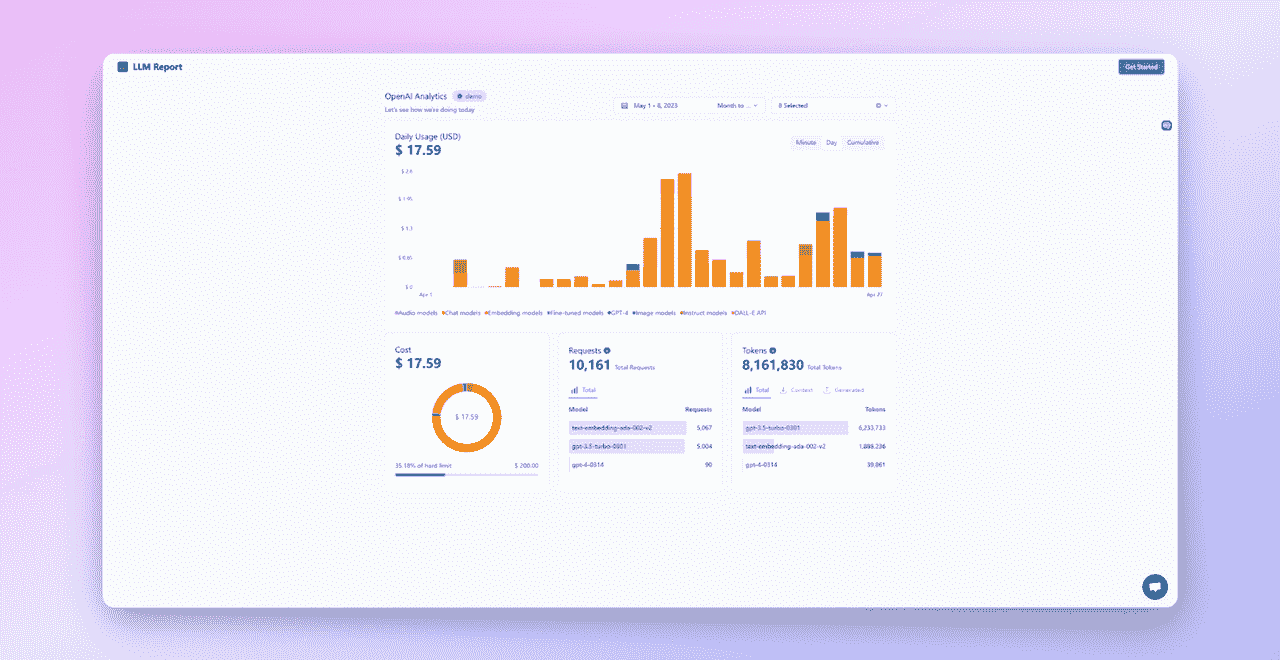 LLM Report
Get Started
OpenAI Analytics demo
Let's see how we're doing today
May 1 - 6, 2023 Month to ...
8 Selected
Daily Usage (USD)
$ 17.59
Minute Day Cumulative
$ 2.6
$ 1.95
$ 1.3
$ 0.65
$ 0
Apr 1 Apr 27
Audio models Chat models Embedding models Fine-tuned models GPT-4 Image models Instruct models DALL-E API
Cost
$ 17.59
$ 17.59
35.18% of hard limit $ 200.00
Requests
10,161 Total Requests
Total
Model Requests
text-embedding-ada-002-v2 5,067
gpt-3.5-turbo-0301 5,004
gpt-4-0314 90
Tokens
8,161,830 Total Tokens
Total Context Generated
Model Tokens
gpt-3.5-turbo-0301 6,233,733
text-embedding-ada-002-v2
gpt-4-0314